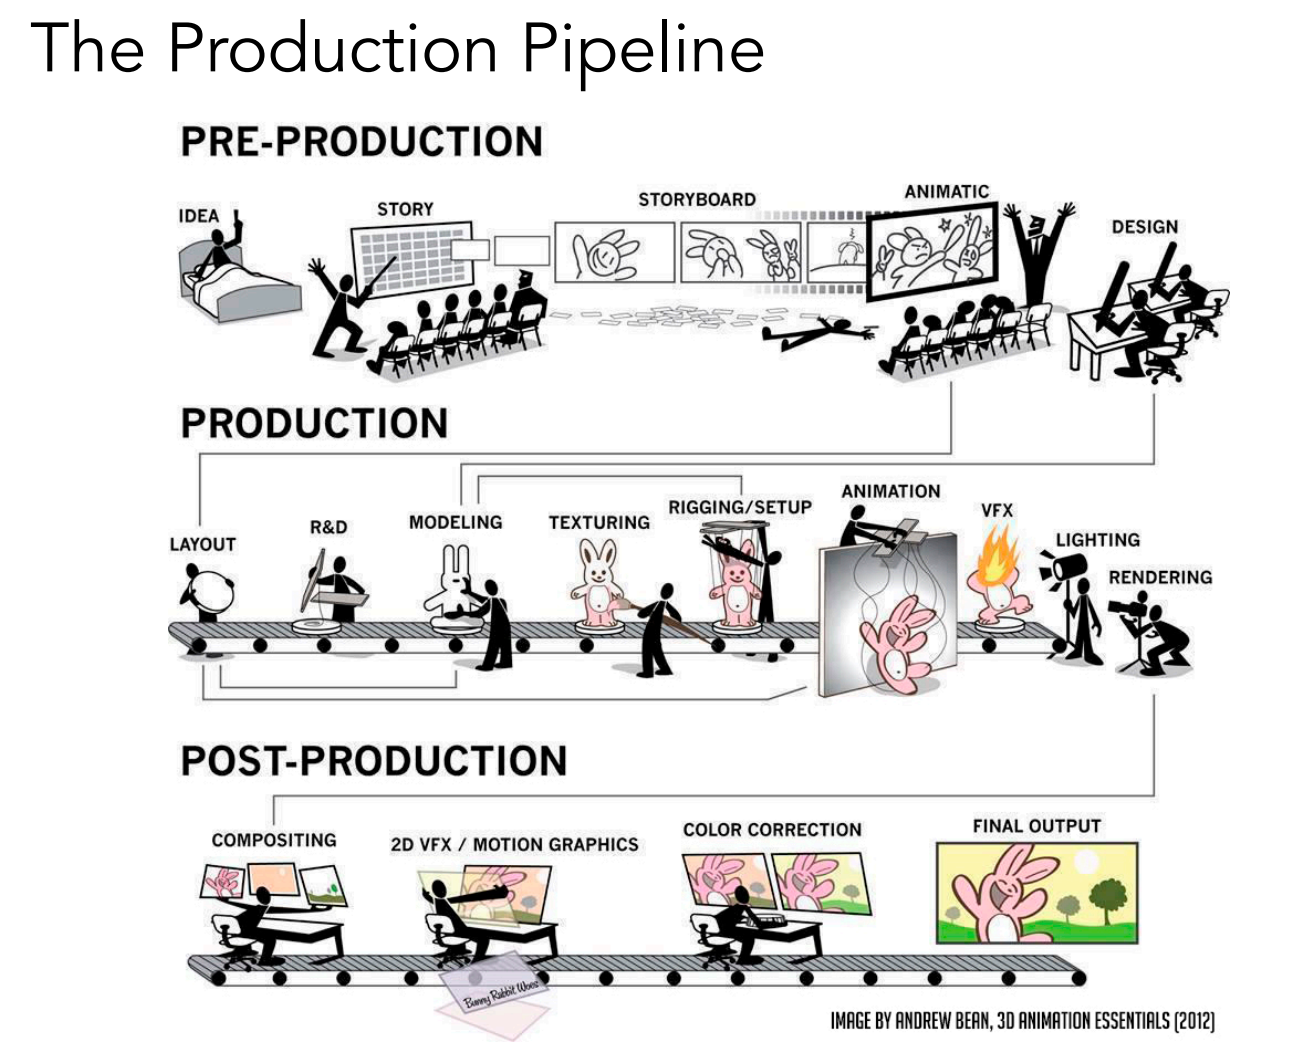 The Production Pipeline
PRE-PRODUCTION
IDEA
STORY
STORYBOARD
ANIMATIC
DESIGN
PRODUCTION
LAYOUT
R&D
MODELING
TEXTURING
RIGGING/SETUP
ANIMATION
VFX
LIGHTING
RENDERING
POST-PRODUCTION
COMPOSITING
2D VFX / MOTION GRAPHICS
COLOR CORRECTION
FINAL OUTPUT
Bunny Rabbit Woes
IMAGE BY ANDREW BEAN, 3D ANIMATION ESSENTIALS (2012)